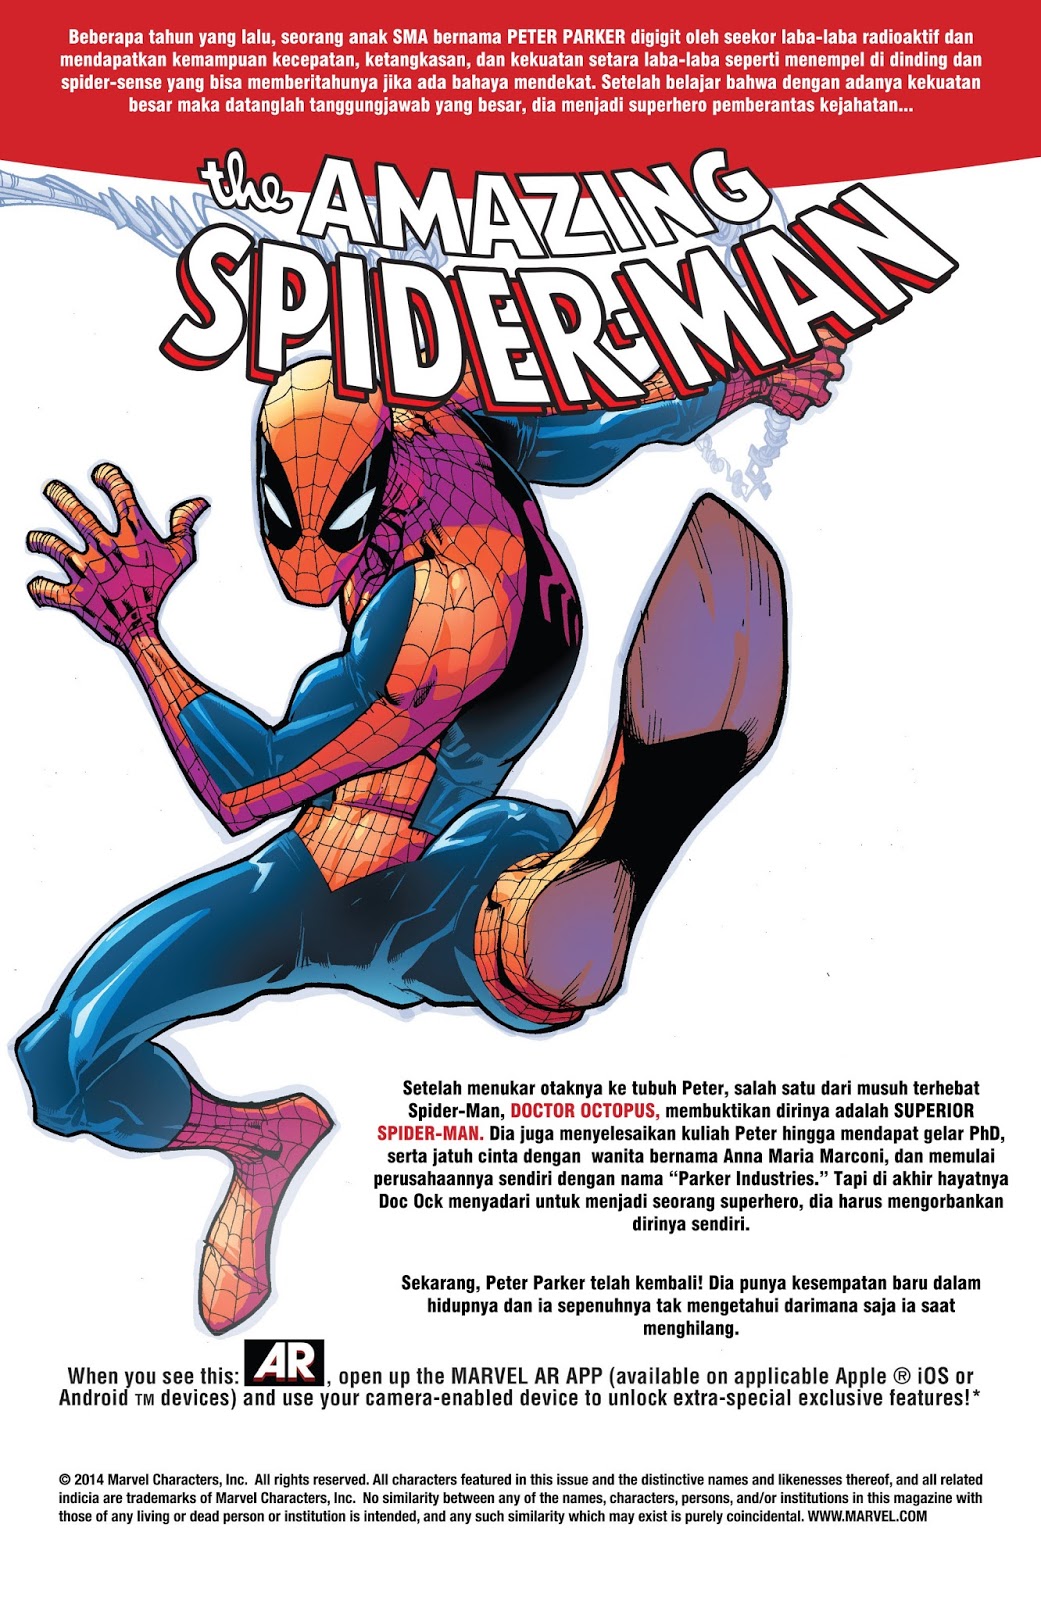 Beberapa tahun yang lalu, seorang anak SMA bernama PETER PARKER digigit oleh seekor laba-laba radioaktif dan
mendapatkan kemampuan kecepatan, ketangkasan, dan kekuatan setara laba-laba seperti menempel di dinding dan
spider-sense yang bisa memberitahunya jika ada bahaya mendekat. Setelah belajar bahwa dengan adanya kekuatan
besar maka datanglah tanggungjawab yang besar, dia menjadi superhero pemberantas kejahatan...
the AMAZING
SPIDER-MAN
Setelah menukar otaknya ke tubuh Peter, salah satu dari musuh terhebat
Spider-Man, DOCTOR OCTOPUS, membuktikan dirinya adalah SUPERIOR
SPIDER-MAN. Dia juga menyelesaikan kuliah Peter hingga mendapat gelar PhD,
serta jatuh cinta dengan wanita bernama Anna Maria Marconi, dan memulai
perusahaannya sendiri dengan nama “Parker Industries.” Tapi di akhir hayatnya
Doc Ock menyadari untuk menjadi seorang superhero, dia harus mengorbankan
dirinya sendiri.
Sekarang, Peter Parker telah kembali! Dia punya kesempatan baru dalam
hidupnya dan ia sepenuhnya tak mengetahui darimana saja ia saat
menghilang.
When you see this: AR, open up the MARVEL AR APP (available on applicable Apple ® iOS or
Android TM devices) and use your camera-enabled device to unlock extra-special exclusive features!*
© 2014 Marvel Characters, Inc. All rights reserved. All characters featured in this issue and the distinctive names and likenesses thereof, and all related
indicia are trademarks of Marvel Characters, Inc. No similarity between any of the names, characters, persons, and/or institutions in this magazine with
those of any living or dead person or institution is intended, and any such similarity which may exist is purely coincidental. WWW.MARVEL.COM